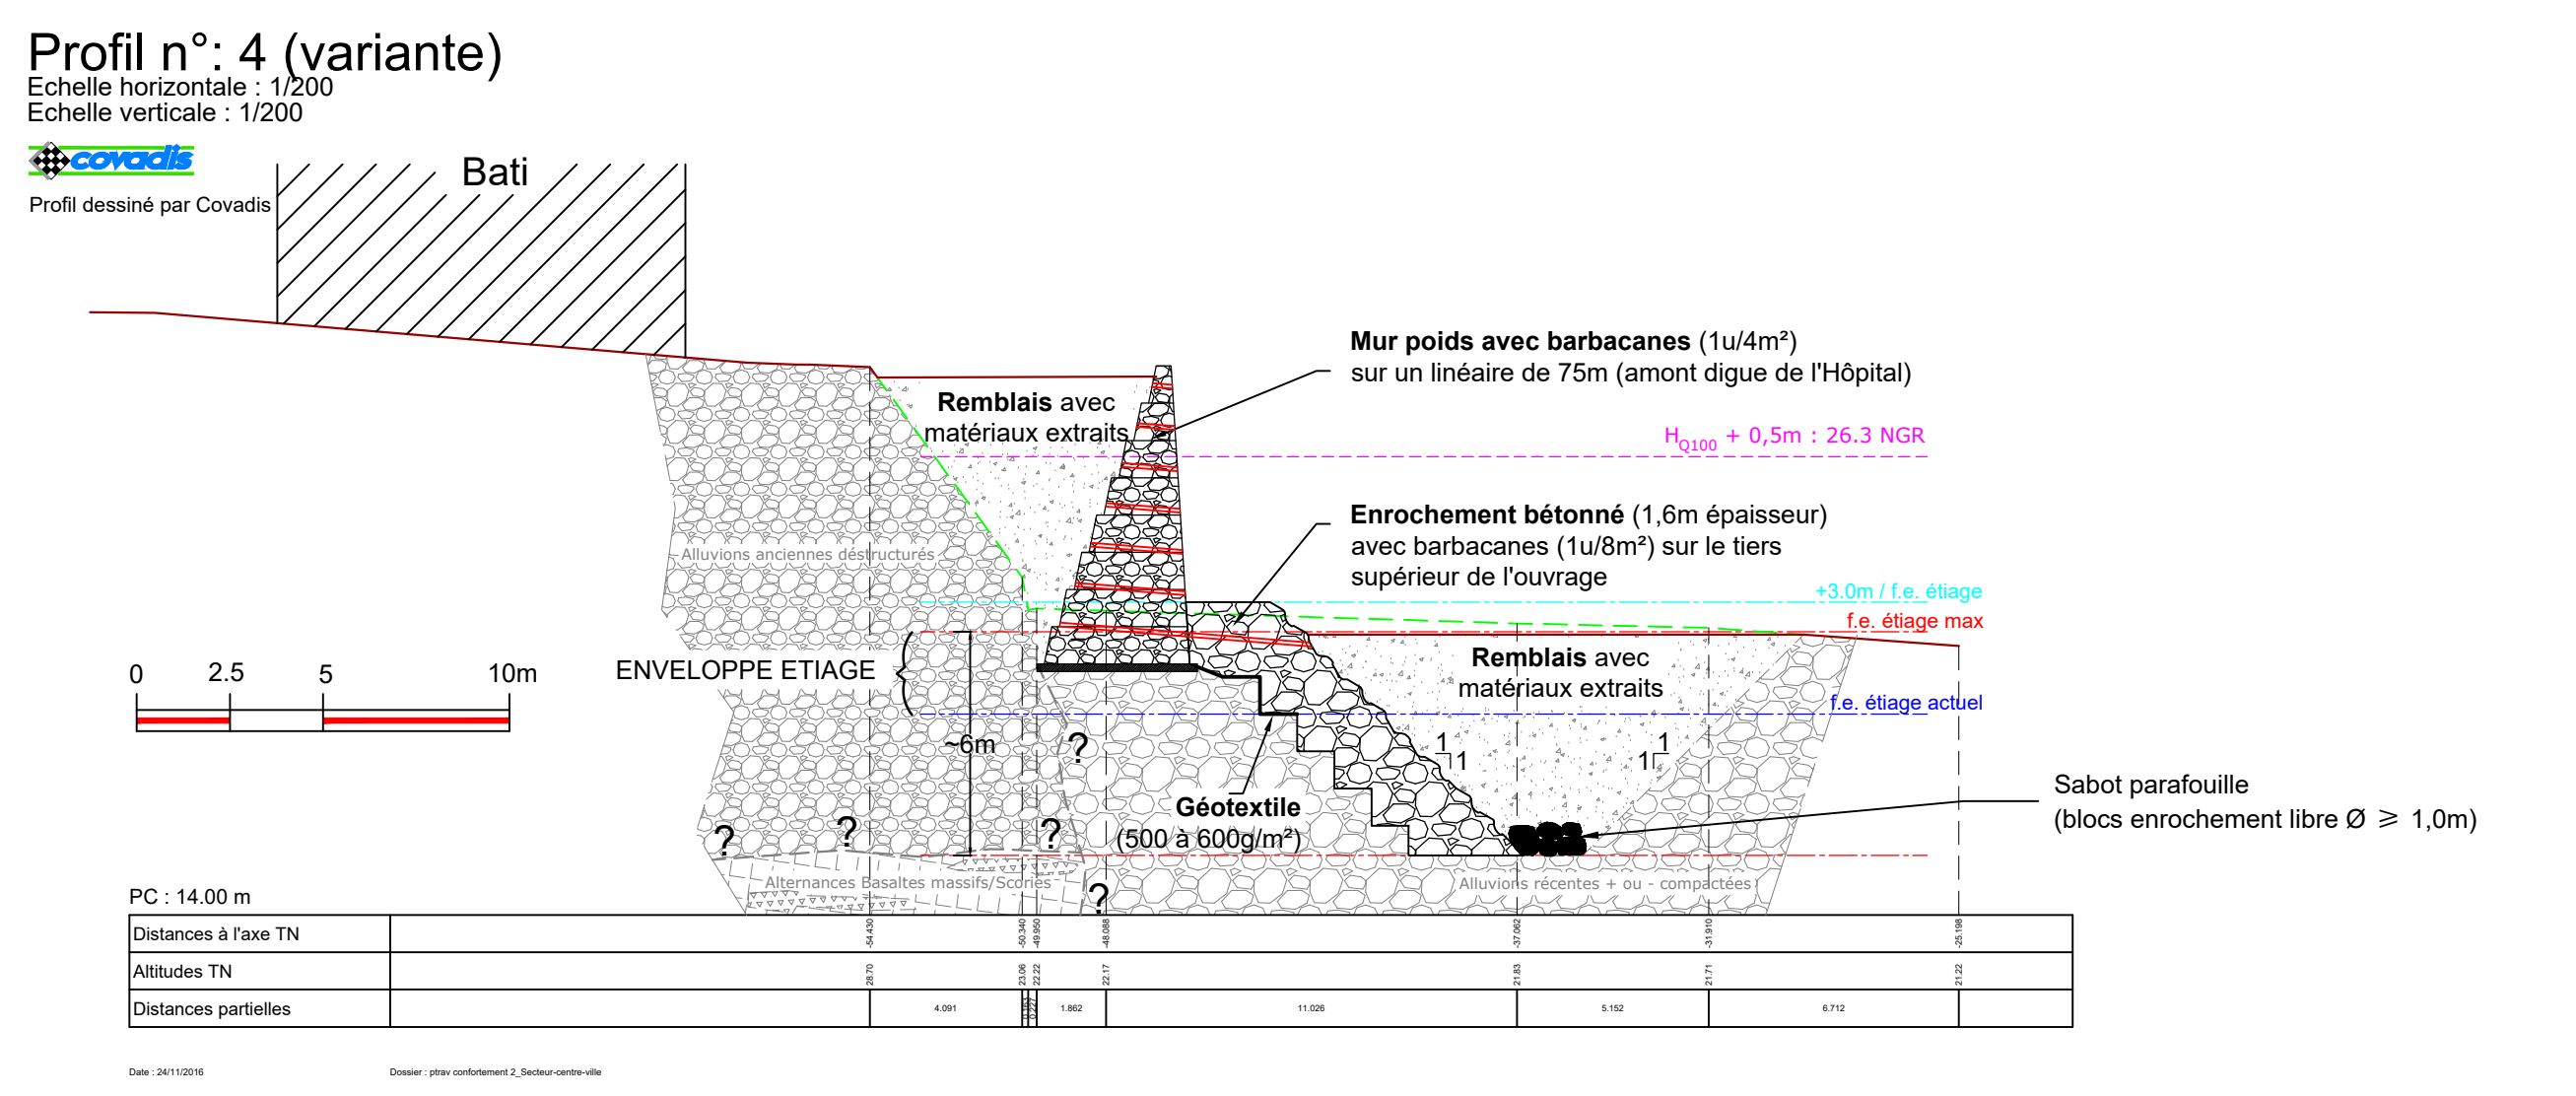 Profil n°: 4 (variante)
Echelle horizontale : 1/200
Echelle verticale : 1/200
covadis
Profil dessiné par Covadis
Bati
Mur poids avec barbacanes (1u/4m²)
sur un linéaire de 75m (amont digue de l'Hôpital)
Remblais avec
matériaux extraits
HQ100 + 0,5m : 26.3 NGR
Enrochement bétonné (1,6m épaisseur)
avec barbacanes (1u/8m²) sur le tiers
supérieur de l'ouvrage
Alluvions anciennes déstructurés
+3.0m / f.e. étiage
f.e. étiage max
ENVELOPPE ETIAGE
Remblais avec
matériaux extraits
0 2.5 5 10m
f.e. étiage actuel
~6m
?
1
1
1
1
Sabot parafouille
(blocs enrochement libre Ø ⩾ 1,0m)
Géotextile
(500 à 600g/m²)
? ? ?
Alternances Basaltes massifs/Scories
?
Alluvions récentes + ou - compactées
PC : 14.00 m
Distances à l'axe TN -54.430 -50.340 -49.950 -48.088 -37.062 -31.910 -25.198
Altitudes TN 28.70 23.06 22.22 22.17 21.83 21.71 21.22
Distances partielles 4.091 0.163 0.227 1.862 11.026 5.152 6.712
Date : 24/11/2016
Dossier : ptrav confortement 2_Secteur-centre-ville